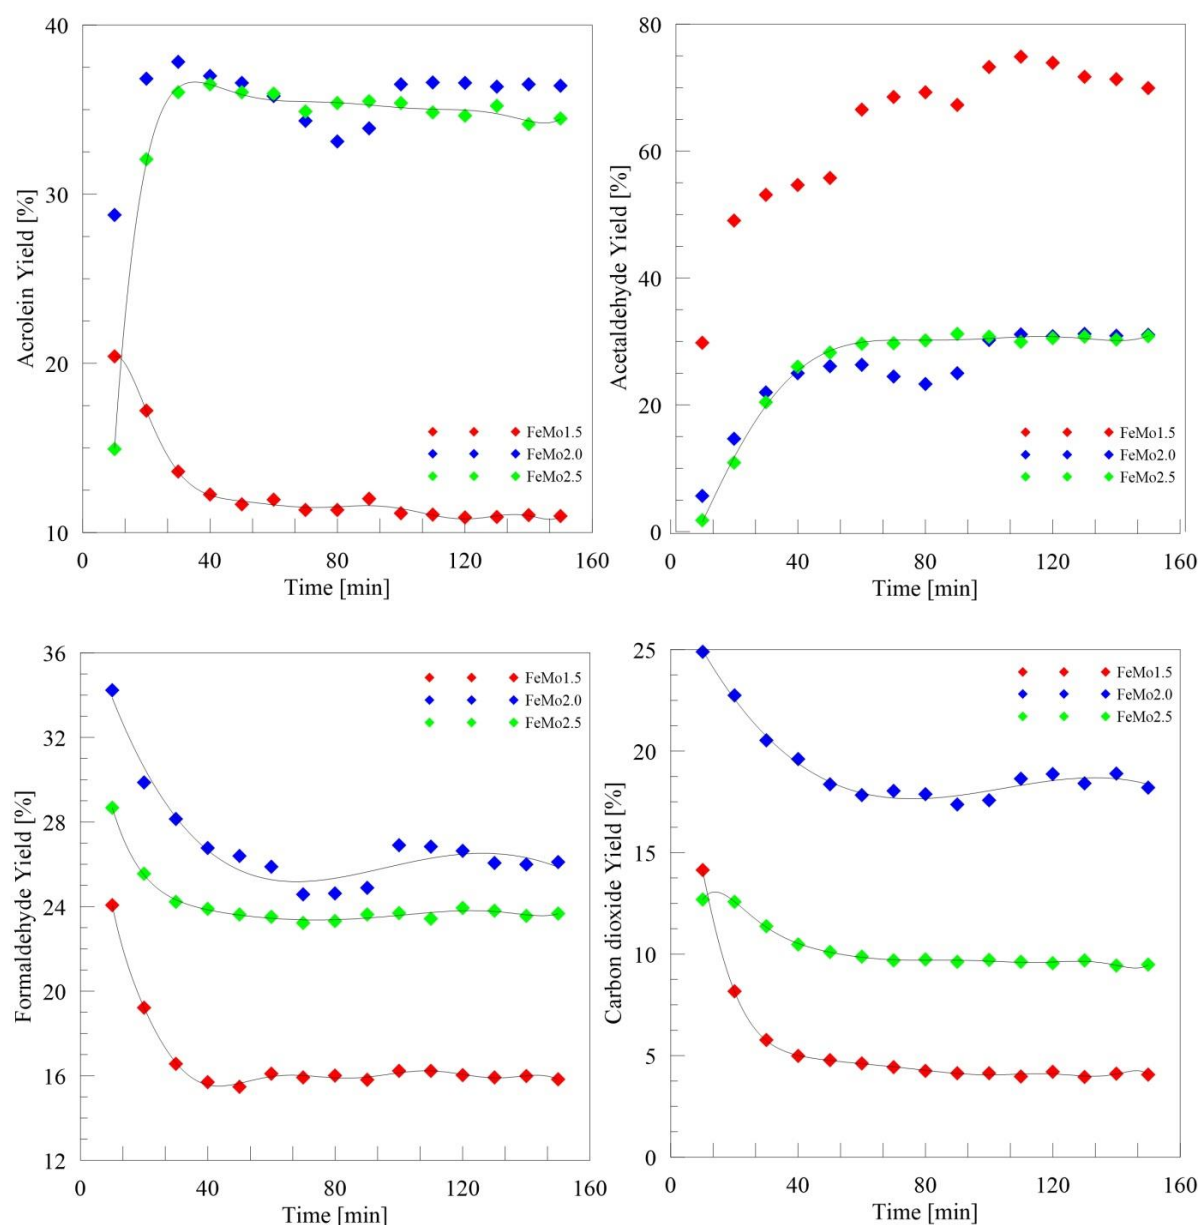 40
30
20
10
Acrolein Yield [%]
FeMo1.5
FeMo2.0
FeMo2.5
0 40 80 120 160
Time [min]
80
60
40
20
0
Acetaldehyde Yield [%]
FeMo1.5
FeMo2.0
FeMo2.5
0 40 80 120 160
Time [min]
36
32
28
24
20
16
12
Formaldehyde Yield [%]
FeMo1.5
FeMo2.0
FeMo2.5
0 40 80 120 160
Time [min]
25
20
15
10
5
0
Carbon dioxide Yield [%]
FeMo1.5
FeMo2.0
FeMo2.5
0 40 80 120 160
Time [min]